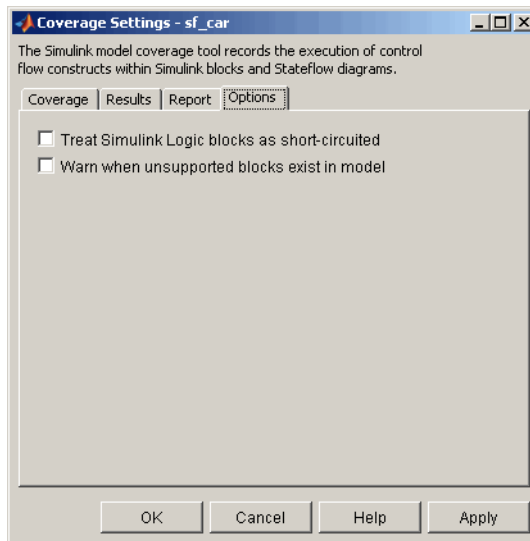 Coverage Settings - sf_car
The Simulink model coverage tool records the execution of control
flow constructs within Simulink blocks and Stateflow diagrams.
Coverage Results Report Options
Treat Simulink Logic blocks as short-circuited
Warn when unsupported blocks exist in model
OK Cancel Help Apply